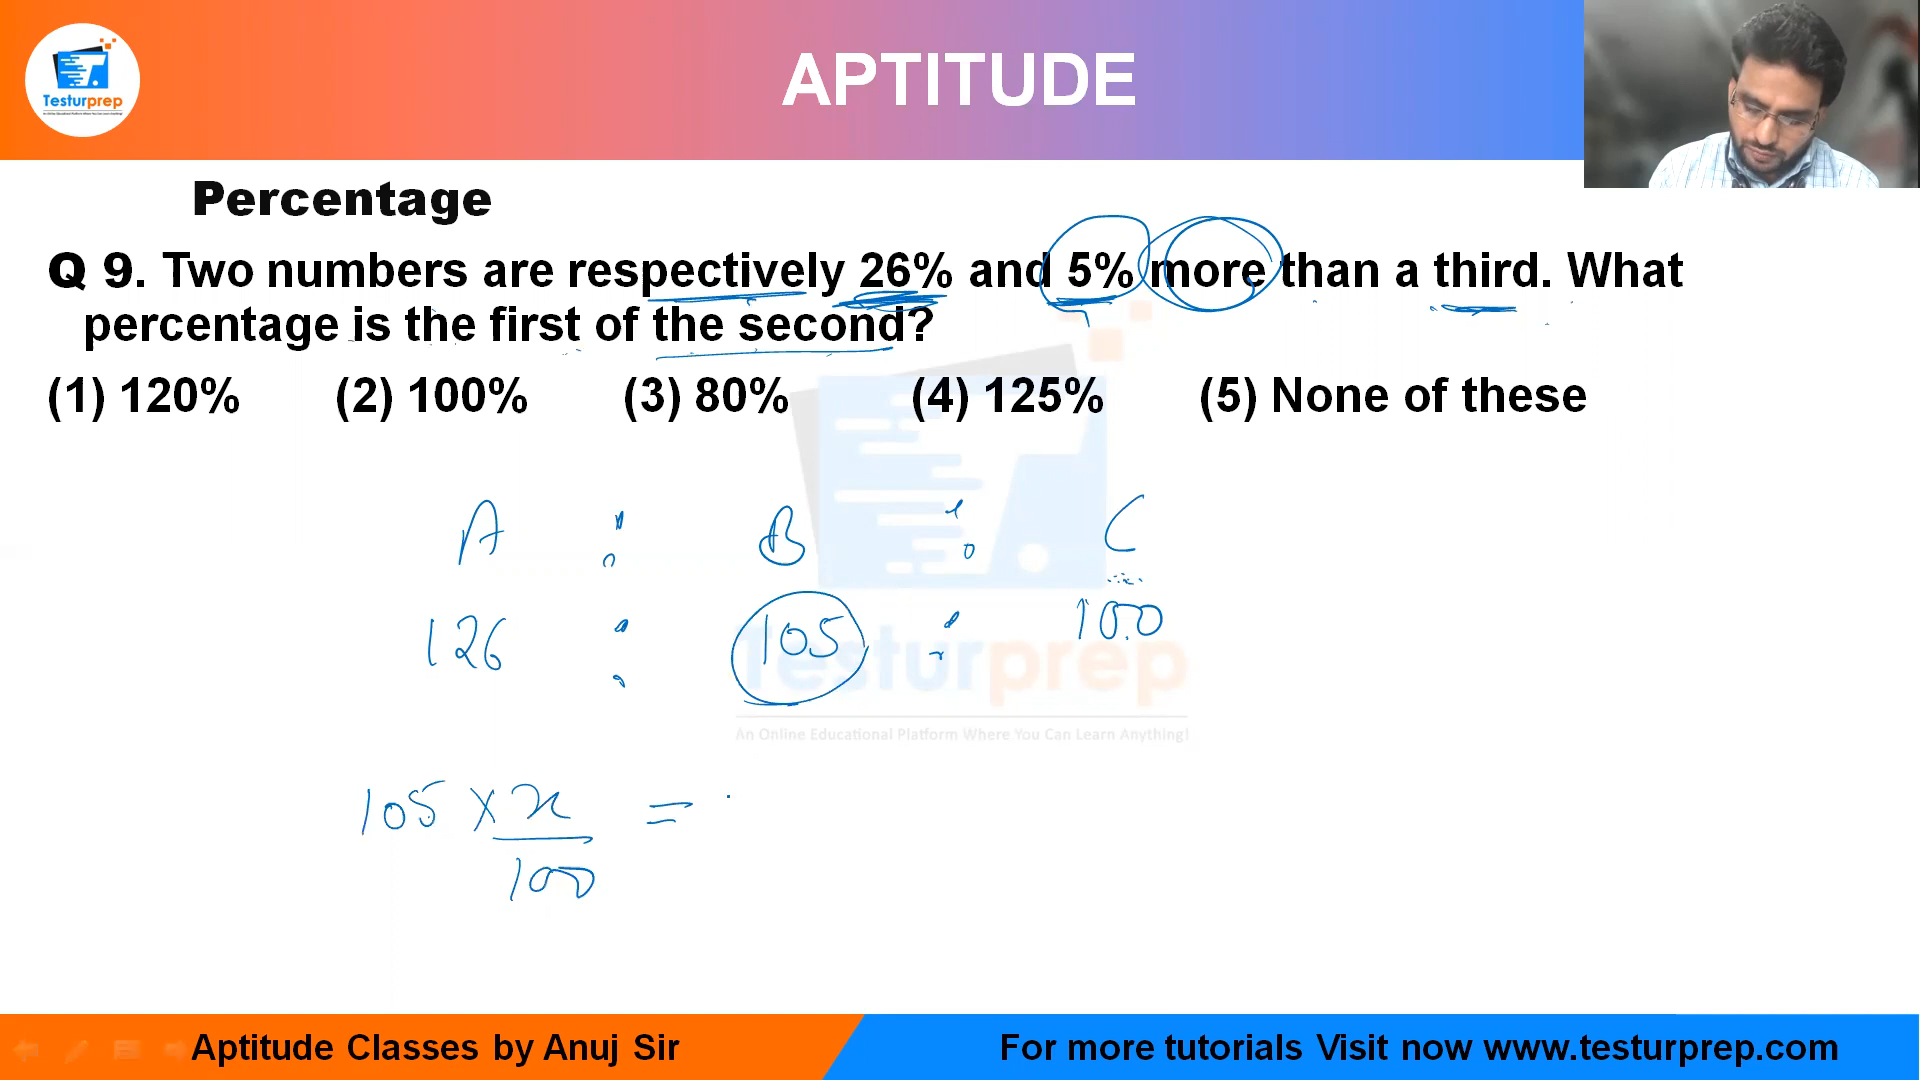 Testurprep
APTITUDE
Percentage
Q 9. Two numbers are respectively 26% and 5% more than a third. What
percentage is the first of the second?
(1) 120% (2) 100% (3) 80% (4) 125% (5) None of these
A : B : C
126 : 105 : 100
Testurprep
An Online Educational Platform Where You Can Learn Anything!
105 × x =
100
Aptitude Classes by Anuj Sir
For more tutorials Visit now www.testurprep.com